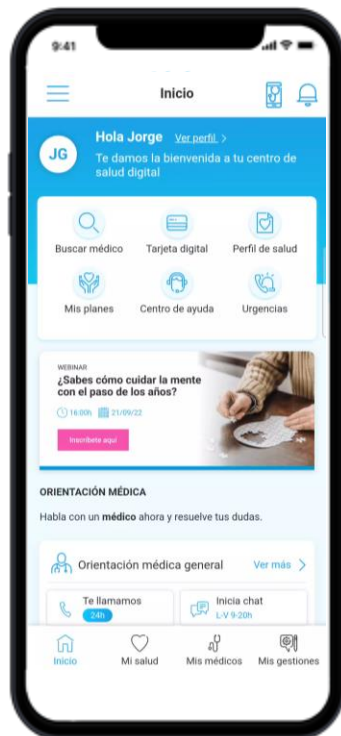 9:41
Inicio
JG
Hola Jorge Ver perfil >
Te damos la bienvenida a tu centro de
salud digital
Buscar médico Tarjeta digital Perfil de salud
Mis planes Centro de ayuda Urgencias
WEBINAR
¿Sabes cómo cuidar la mente
con el paso de los años?
16:00h 21/09/22
Inscríbete aquí
ORIENTACIÓN MÉDICA
Habla con un médico ahora y resuelve tus dudas.
Orientación médica general Ver más >
Te llamamos
24h
Inicia chat
L-V 9-20h
Inicio Mi salud Mis médicos Mis gestiones